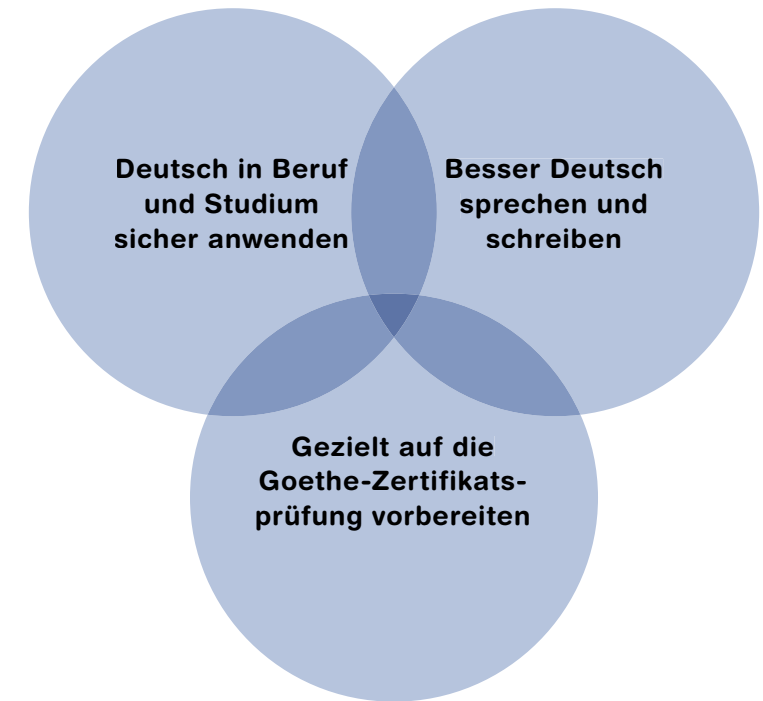 Deutsch in Beruf
und Studium
sicher anwenden
Besser Deutsch
sprechen und
schreiben
Gezielt auf die
Goethe-Zertifikats-
prüfung vorbereiten